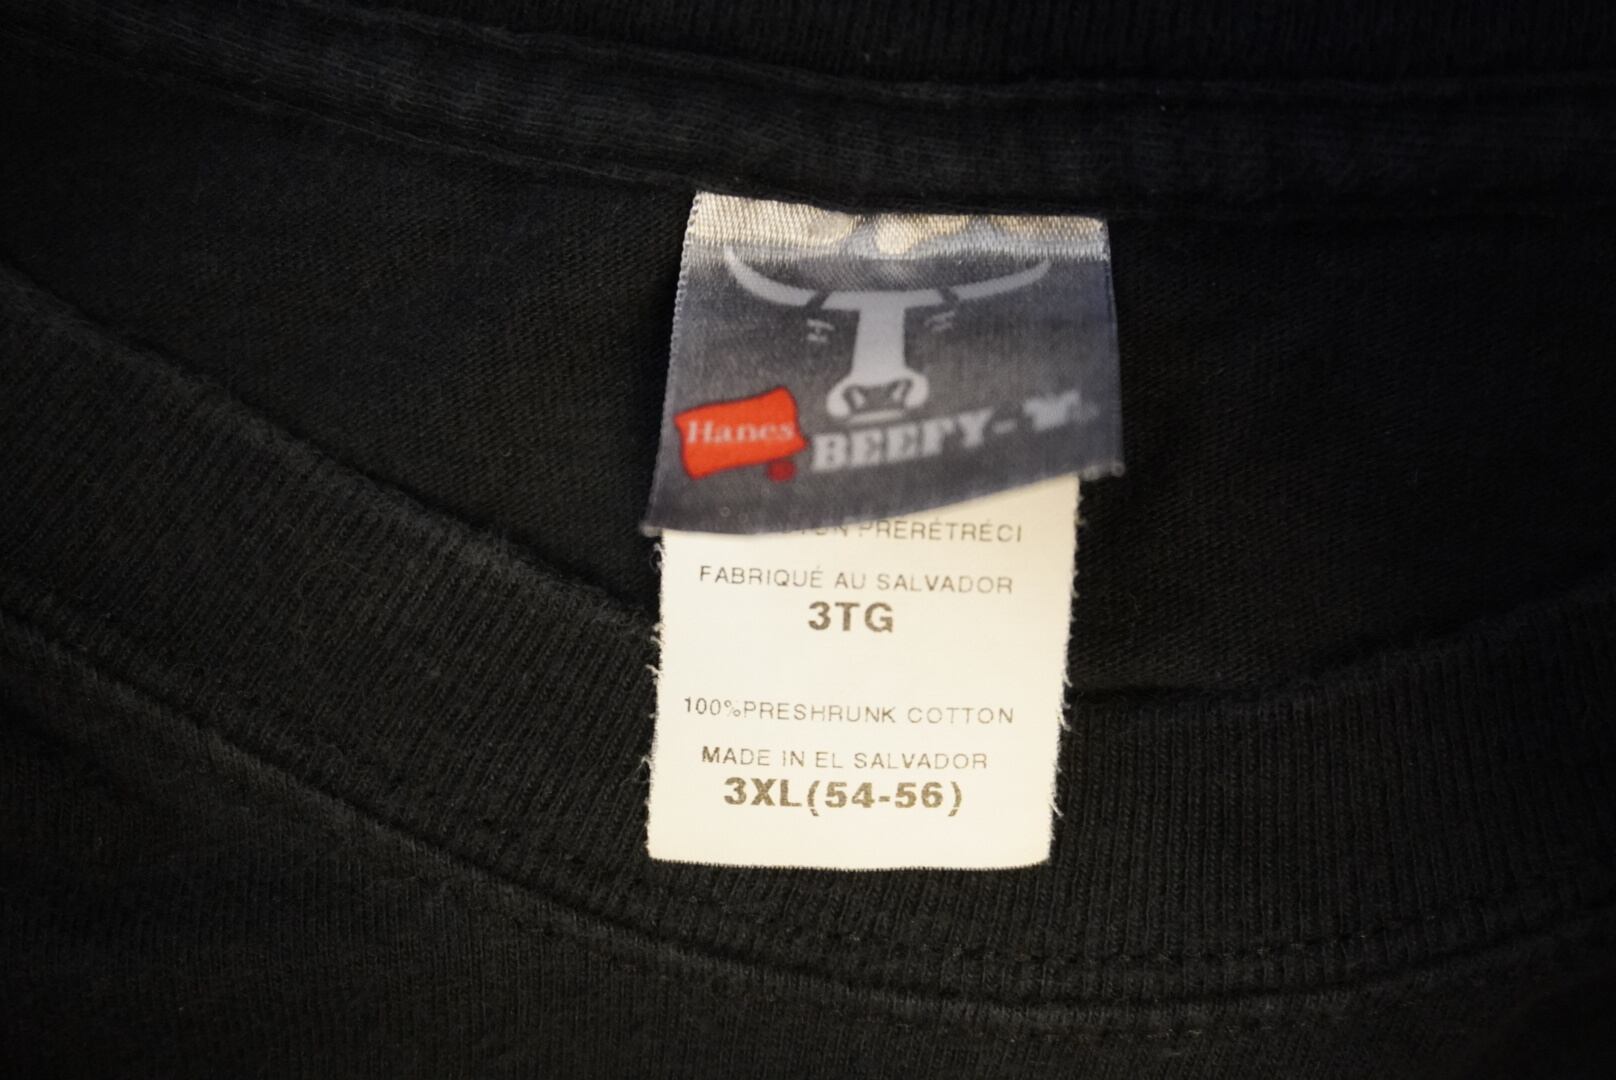 Hanes
BEEFY-T
PRERÉTRÉCI
FABRIQUÉ AU SALVADOR
3TG
100%PRESHRUNK COTTON
MADE IN EL SALVADOR
3XL(54-56)